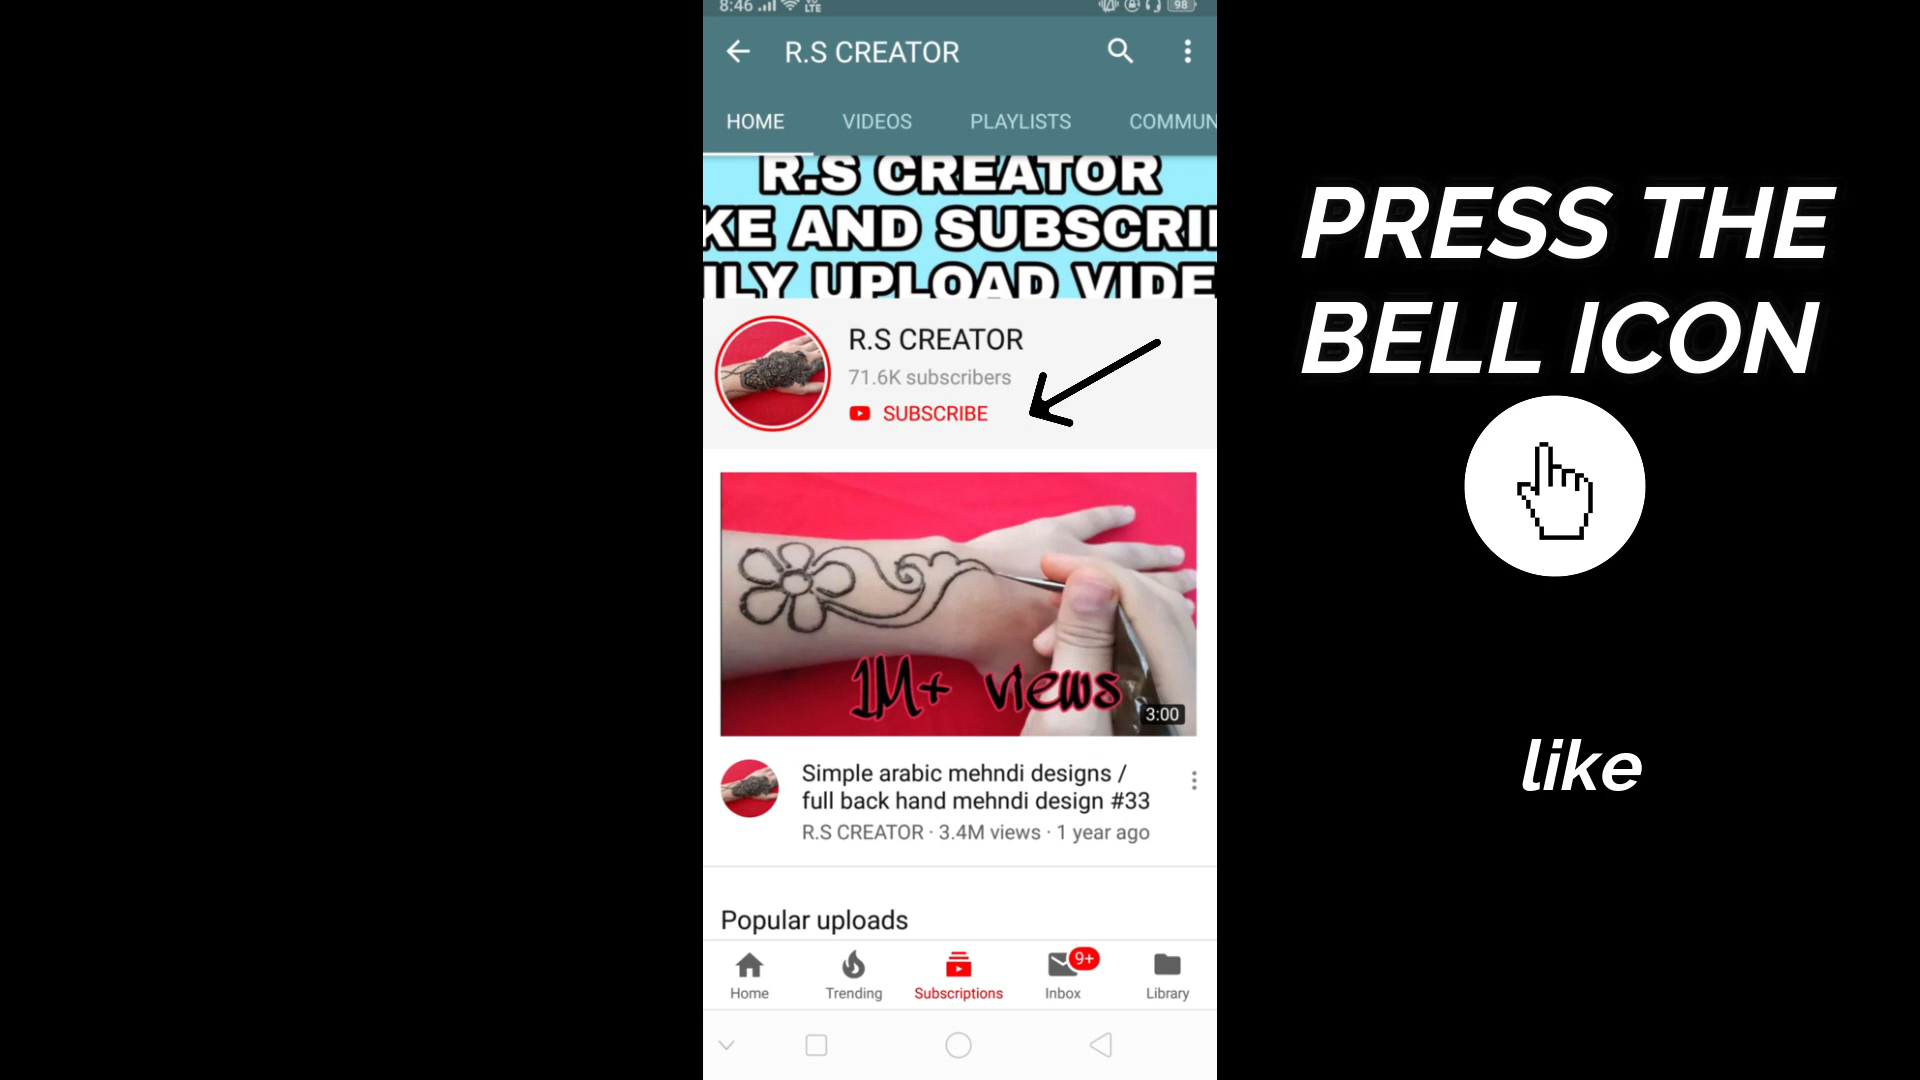 8:46
LTE
98
R.S CREATOR
HOME VIDEOS PLAYLISTS COMMUN
R.S CREATOR
KE AND SUBSCRI
ILY UPLOAD VIDE
R.S CREATOR
71.6K subscribers
SUBSCRIBE
1M+ views
3:00
Simple arabic mehndi designs /
full back hand mehndi design #33
R.S CREATOR · 3.4M views · 1 year ago
Popular uploads
9+
Home Trending Subscriptions Inbox Library
PRESS THE
BELL ICON
like